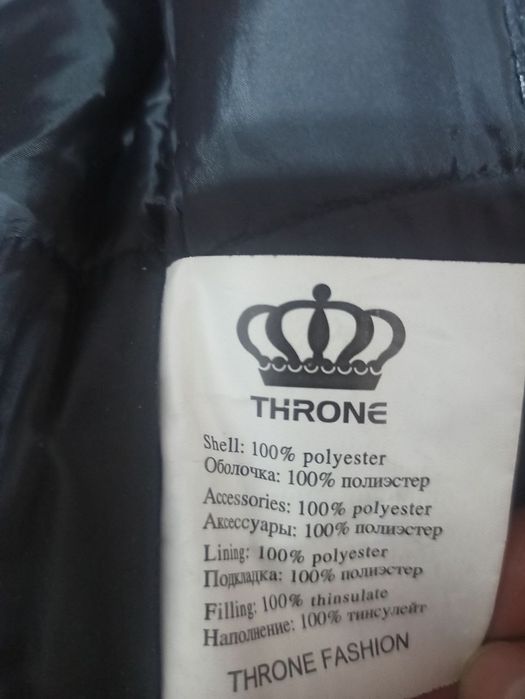 THRONE
Shell: 100% polyester
Оболочка: 100% полиэстер
Accessories: 100% polyester
Аксессуары: 100% полиэстер
Lining: 100% polyester
Подкладка: 100% полиэстер
Filling: 100% thinsulate
Наполнение: 100% тинсулейт
THRONE FASHION